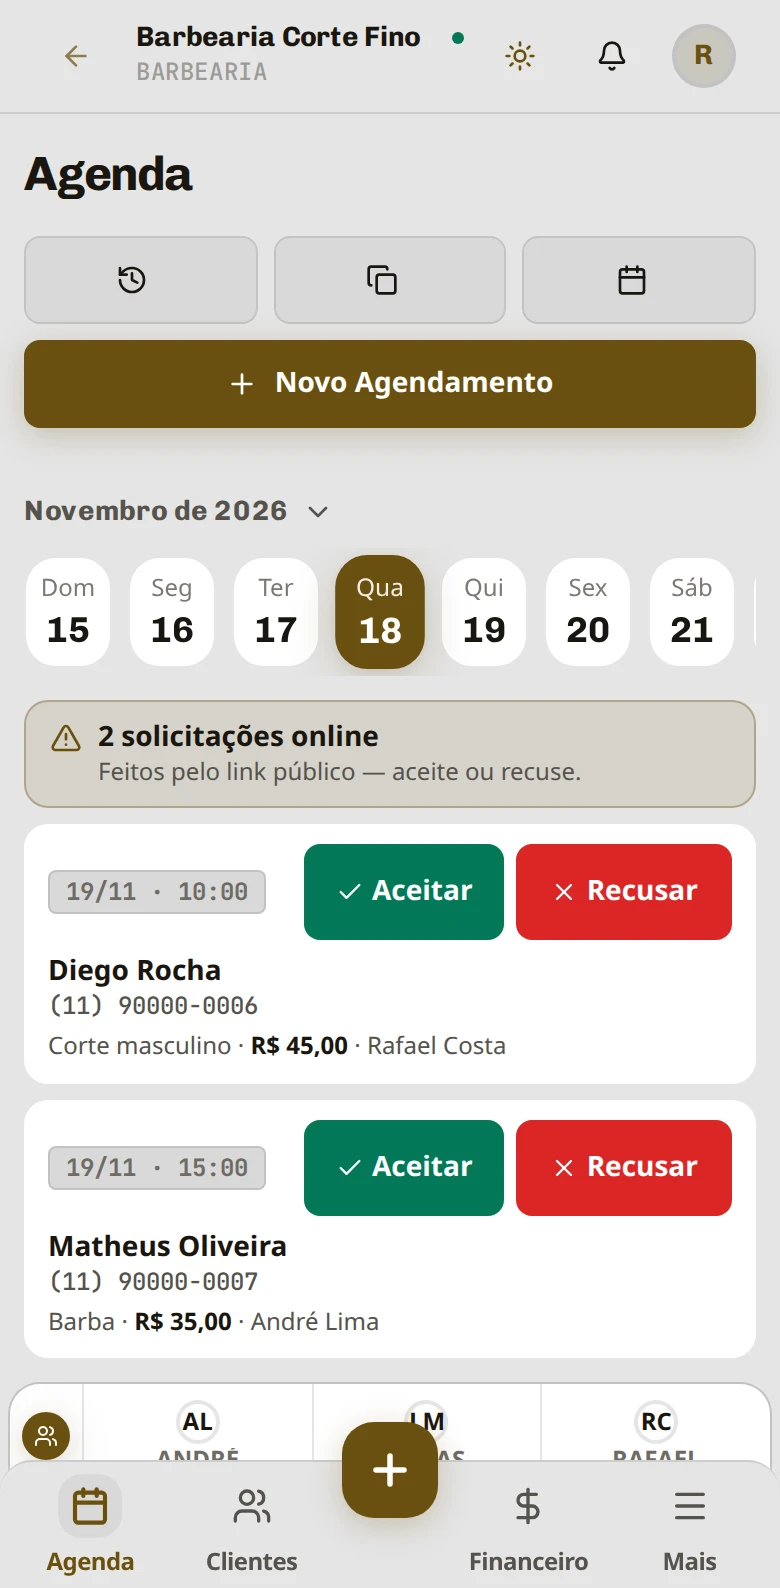 Barbearia Corte Fino
BARBEARIA
R
Agenda
Novo Agendamento
Novembro de 2026
Dom Seg Ter Qua Qui Sex Sáb
15 16 17 18 19 20 21
2 solicitações online
Feitos pelo link público — aceite ou recuse.
19/11 · 10:00 Aceitar Recusar
Diego Rocha
(11) 90000-0006
Corte masculino · R$ 45,00 · Rafael Costa
19/11 · 15:00 Aceitar Recusar
Matheus Oliveira
(11) 90000-0007
Barba · R$ 35,00 · André Lima
AL LM RC
ANDRÉ RAFAEL
Agenda Clientes Financeiro Mais